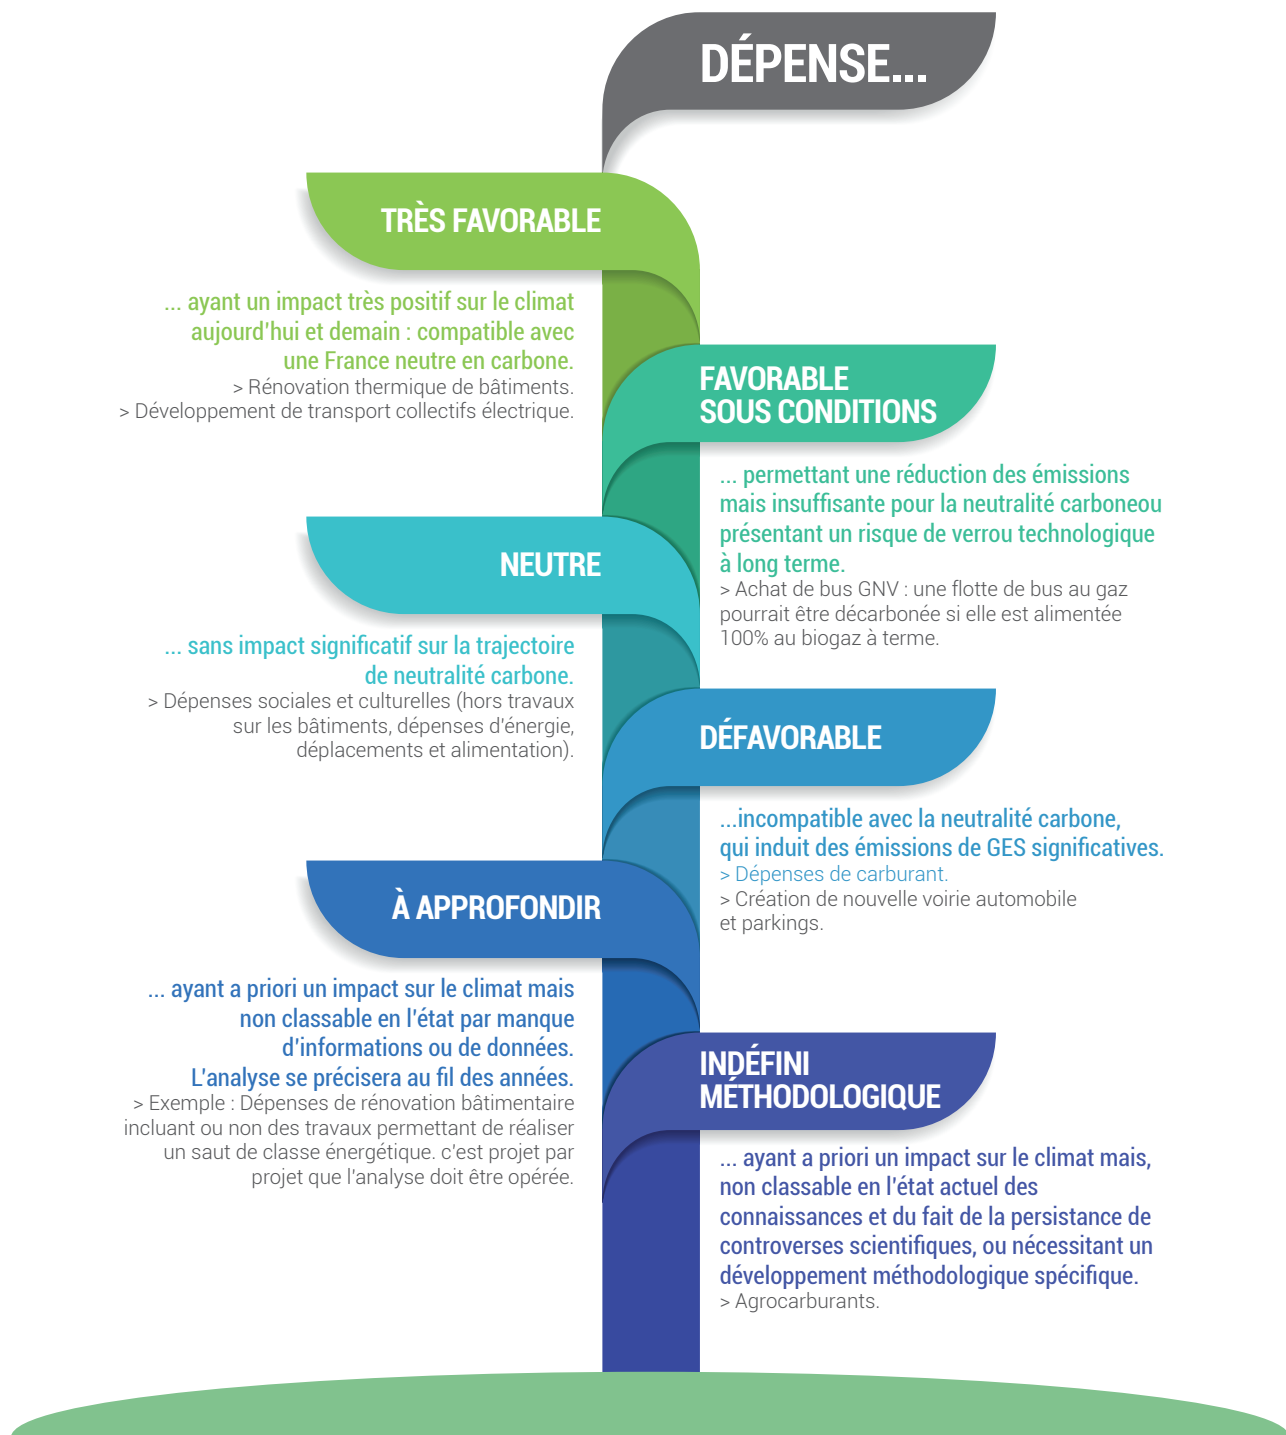 DÉPENSE...
TRÈS FAVORABLE
... ayant un impact très positif sur le climat
aujourd'hui et demain : compatible avec
une France neutre en carbone.
> Rénovation thermique de bâtiments.
> Développement de transport collectifs électrique.
FAVORABLE
SOUS CONDITIONS
... permettant une réduction des émissions
mais insuffisante pour la neutralité carboneou
présentant un risque de verrou technologique
à long terme.
> Achat de bus GNV : une flotte de bus au gaz
pourrait être décarbonée si elle est alimentée
100% au biogaz à terme.
NEUTRE
... sans impact significatif sur la trajectoire
de neutralité carbone.
> Dépenses sociales et culturelles (hors travaux
sur les bâtiments, dépenses d'énergie,
déplacements et alimentation).
DÉFAVORABLE
...incompatible avec la neutralité carbone,
qui induit des émissions de GES significatives.
> Dépenses de carburant.
> Création de nouvelle voirie automobile
et parkings.
À APPROFONDIR
... ayant a priori un impact sur le climat mais
non classable en l'état par manque
d'informations ou de données.
L'analyse se précisera au fil des années.
> Exemple : Dépenses de rénovation bâtimentaire
incluant ou non des travaux permettant de réaliser
un saut de classe énergétique. c'est projet par
projet que l'analyse doit être opérée.
INDÉFINI
MÉTHODOLOGIQUE
... ayant a priori un impact sur le climat mais,
non classable en l'état actuel des
connaissances et du fait de la persistance de
controverses scientifiques, ou nécessitant un
développement méthodologique spécifique.
> Agrocarburants.